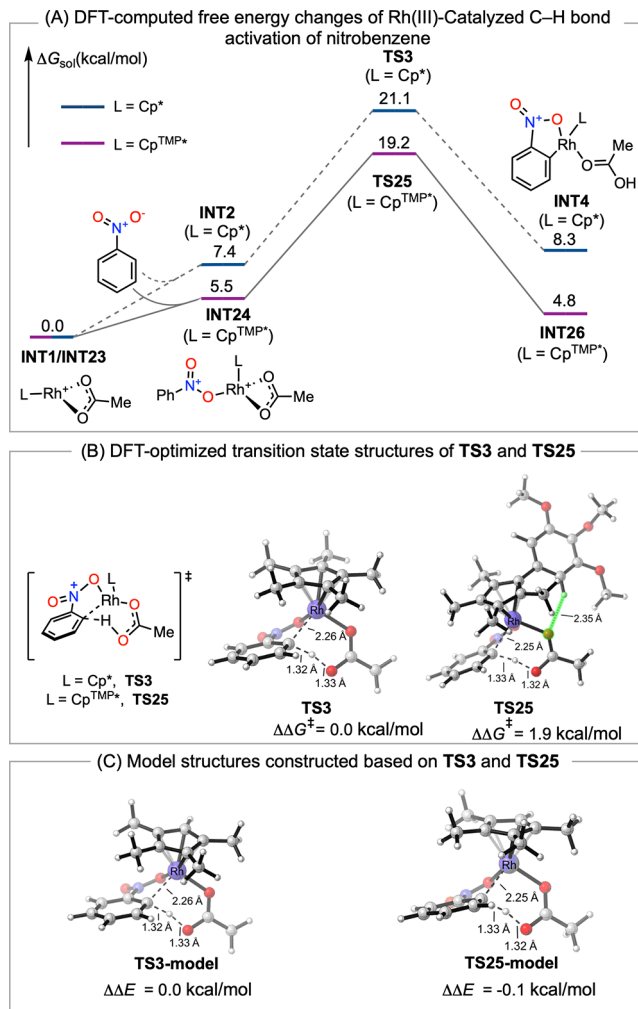 (A) DFT-computed free energy changes of Rh(III)-Catalyzed C–H bond
activation of nitrobenzene
ΔGsol(kcal/mol)
L = Cp*
L = CpTMP*
TS3
(L = Cp*)
21.1
19.2
TS25
(L = CpTMP*)
O
N+
O
L
Rh
O
Me
OH
INT4
(L = Cp*)
8.3
4.8
INT26
(L = CpTMP*)
O
O-
N+
INT2
(L = Cp*)
7.4
5.5
INT24
(L = CpTMP*)
0.0
INT1/INT23
L
Rh+
O
O
Me
O
N+
Ph
O
L
Rh+
O
O
Me
(B) DFT-optimized transition state structures of TS3 and TS25
‡
O
N+
O
L
Rh
O
H
O
Me
L = Cp*, TS3
L = CpTMP*, TS25
Rh
2.26 Å
1.32 Å
1.33 Å
TS3
ΔΔG‡= 0.0 kcal/mol
Rh
2.35 Å
2.25 Å
1.33 Å
1.32 Å
TS25
ΔΔG‡= 1.9 kcal/mol
(C) Model structures constructed based on TS3 and TS25
Rh
2.26 Å
1.32 Å
1.33 Å
TS3-model
ΔΔE = 0.0 kcal/mol
Rh
2.25 Å
1.33 Å
1.32 Å
TS25-model
ΔΔE = -0.1 kcal/mol